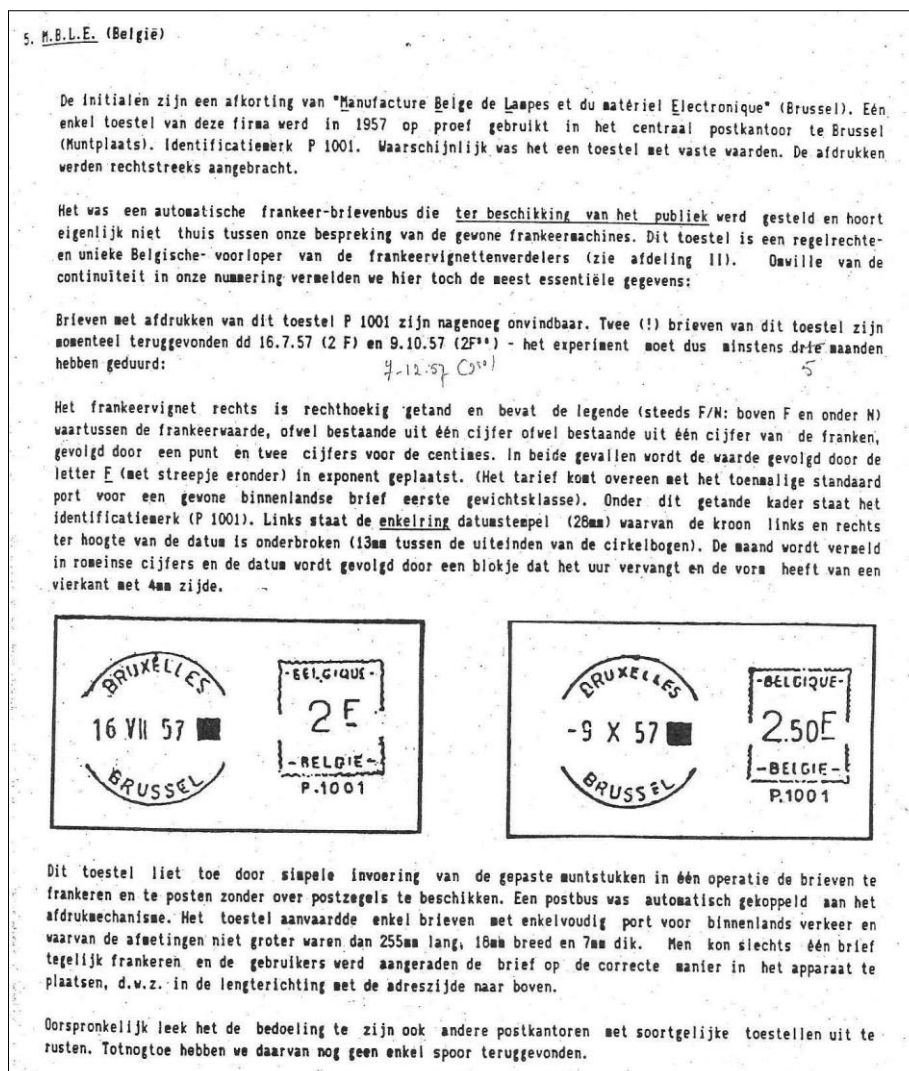 5. M.B.L.E. (België)
De initialen zijn een afkorting van "Manufacture Belge de Lampes et du matériel Electronique" (Brussel). Eén
enkel toestel van deze firma werd in 1957 op proef gebruikt in het centraal postkantoor te Brussel
(Muntplaats). Identificatiemerk P 1001. Waarschijnlijk was het een toestel met vaste waarden. De afdrukken
werden rechtstreeks aangebracht.
Het was een automatische frankeer-brievenbus die ter beschikking van het publiek werd gesteld en hoort
eigenlijk niet thuis tussen onze bespreking van de gewone frankeermachines. Dit toestel is een regelrechte-
en unieke Belgische- voorloper van de frankeervignettenverdelers (zie afdeling II). Omwille van de
continuïteit in onze nummering vermelden we hier toch de meest essentiële gegevens:
Brieven met afdrukken van dit toestel P 1001 zijn nagenoeg onvindbaar. Twee (!) brieven van dit toestel zijn
momenteel teruggevonden dd 16.7.57 (2 F) en 9.10.57 (2F⁵⁰) - het experiment moet dus minstens drie maanden
hebben geduurd: 7-12-57 (2⁵⁰) 5
Het frankeervignet rechts is rechthoekig getand en bevat de legende (steeds F/N: boven F en onder N)
waartussen de frankeerwaarde, ofwel bestaande uit één cijfer ofwel bestaande uit één cijfer van de franken,
gevolgd door een punt en twee cijfers voor de centimes. In beide gevallen wordt de waarde gevolgd door de
letter F (met streepje eronder) in exponent geplaatst. (Het tarief komt overeen met het toenmalige standaard
port voor een gewone binnenlandse brief eerste gewichtsklasse). Onder dit getande kader staat het
identificatiemerk (P 1001). Links staat de enkelring datumstempel (28mm) waarvan de kroon links en rechts
ter hoogte van de datum is onderbroken (13mm tussen de uiteinden van de cirkelbogen). De maand wordt vermeld
in romeinse cijfers en de datum wordt gevolgd door een blokje dat het uur vervangt en de vorm heeft van een
vierkant met 4mm zijde.
BRUXELLES
16 VII 57
BRUSSEL
-BELGIQUE-
2 F
-BELGIE-
P.1001
BRUXELLES
-9 X 57
BRUSSEL
-BELGIQUE-
2.50F
-BELGIE-
P.1001
Dit toestel liet toe door simpele invoering van de gepaste muntstukken in één operatie de brieven te
frankeren en te posten zonder over postzegels te beschikken. Een postbus was automatisch gekoppeld aan het
afdrukmechanisme. Het toestel aanvaardde enkel brieven met enkelvoudig port voor binnenlands verkeer en
waarvan de afmetingen niet groter waren dan 255mm lang, 18mm breed en 7mm dik. Men kon slechts één brief
tegelijk frankeren en de gebruikers werd aangeraden de brief op de correcte manier in het apparaat te
plaatsen, d.w.z. in de lengterichting met de adreszijde naar boven.
Oorspronkelijk leek het de bedoeling te zijn ook andere postkantoren met soortgelijke toestellen uit te
rusten. Totnogtoe hebben we daarvan nog geen enkel spoor teruggevonden.